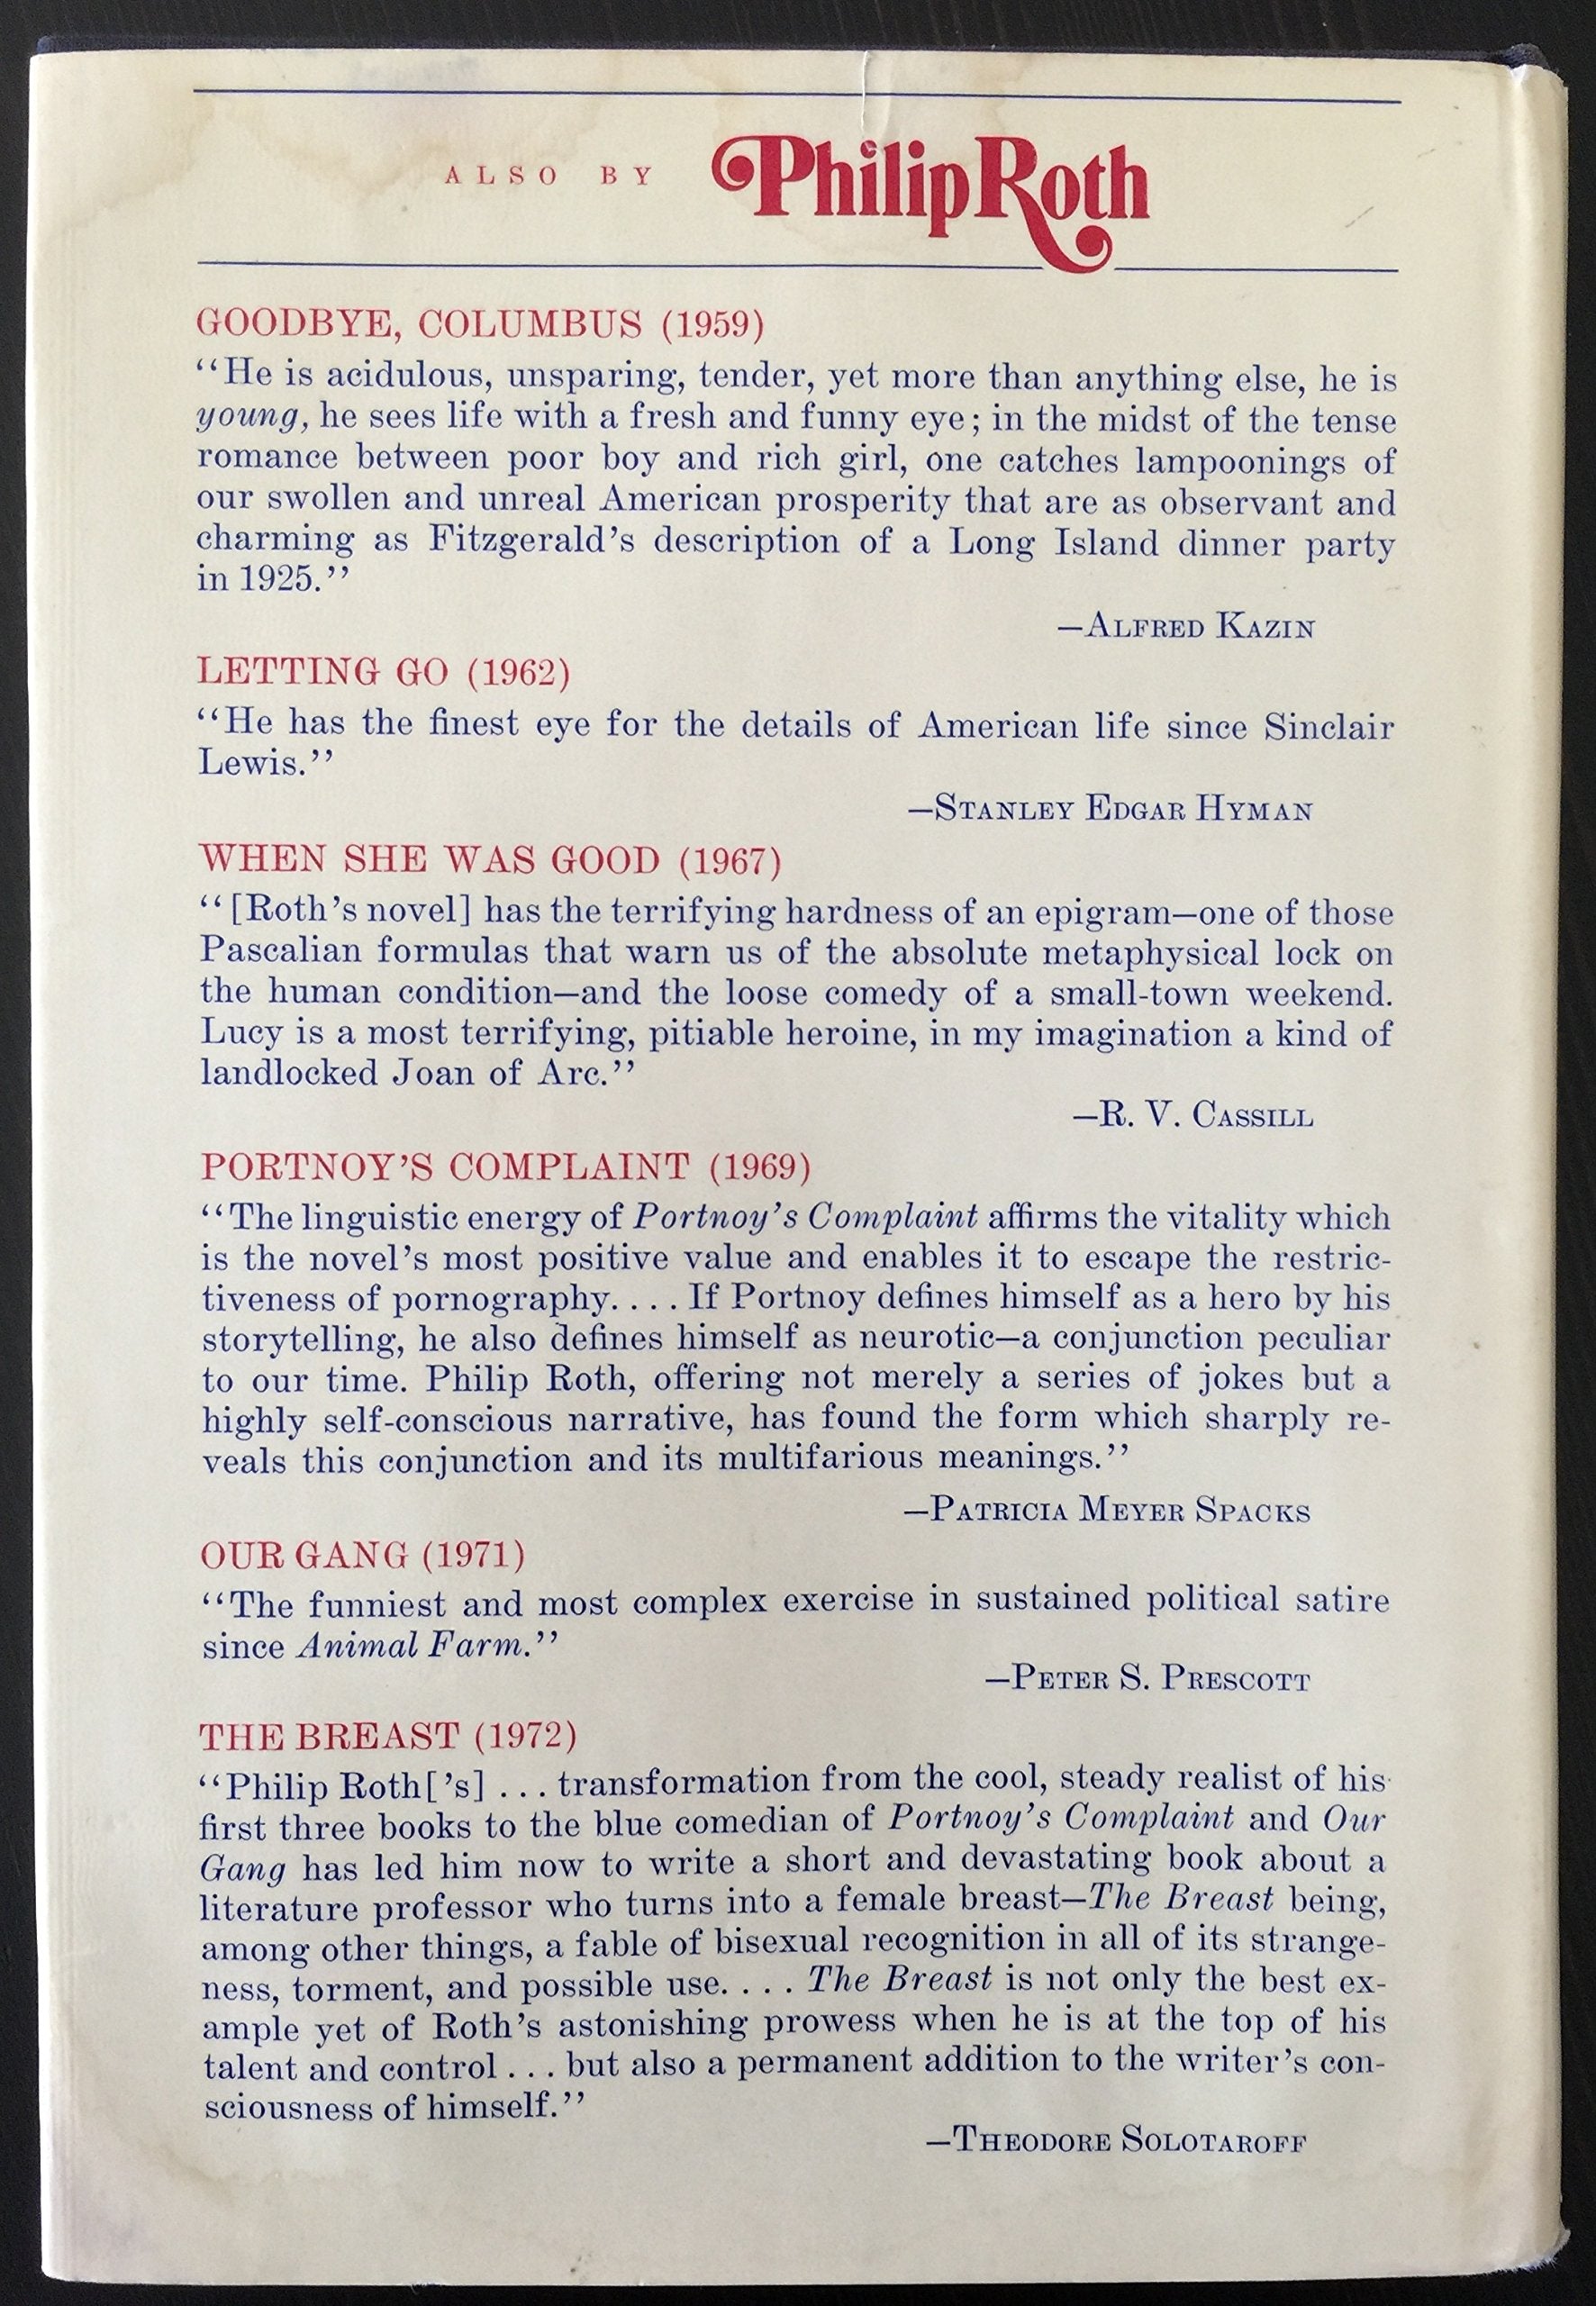 ALSO BY Philip Roth
GOODBYE, COLUMBUS (1959)
“He is acidulous, unsparing, tender, yet more than anything else, he is
young, he sees life with a fresh and funny eye; in the midst of the tense
romance between poor boy and rich girl, one catches lampoonings of
our swollen and unreal American prosperity that are as observant and
charming as Fitzgerald’s description of a Long Island dinner party
in 1925.”
—ALFRED KAZIN
LETTING GO (1962)
“He has the finest eye for the details of American life since Sinclair
Lewis.”
—STANLEY EDGAR HYMAN
WHEN SHE WAS GOOD (1967)
“[Roth’s novel] has the terrifying hardness of an epigram—one of those
Pascalian formulas that warn us of the absolute metaphysical lock on
the human condition—and the loose comedy of a small-town weekend.
Lucy is a most terrifying, pitiable heroine, in my imagination a kind of
landlocked Joan of Arc.”
—R. V. CASSILL
PORTNOY’S COMPLAINT (1969)
“The linguistic energy of Portnoy’s Complaint affirms the vitality which
is the novel’s most positive value and enables it to escape the restric-
tiveness of pornography. . . . If Portnoy defines himself as a hero by his
storytelling, he also defines himself as neurotic—a conjunction peculiar
to our time. Philip Roth, offering not merely a series of jokes but a
highly self-conscious narrative, has found the form which sharply re-
veals this conjunction and its multifarious meanings.”
—PATRICIA MEYER SPACKS
OUR GANG (1971)
“The funniest and most complex exercise in sustained political satire
since Animal Farm.”
—PETER S. PRESCOTT
THE BREAST (1972)
“Philip Roth[’s] . . . transformation from the cool, steady realist of his
first three books to the blue comedian of Portnoy’s Complaint and Our
Gang has led him now to write a short and devastating book about a
literature professor who turns into a female breast—The Breast being,
among other things, a fable of bisexual recognition in all of its strange-
ness, torment, and possible use. . . . The Breast is not only the best ex-
ample yet of Roth’s astonishing prowess when he is at the top of his
talent and control . . . but also a permanent addition to the writer’s con-
sciousness of himself.”
—THEODORE SOLOTAROFF